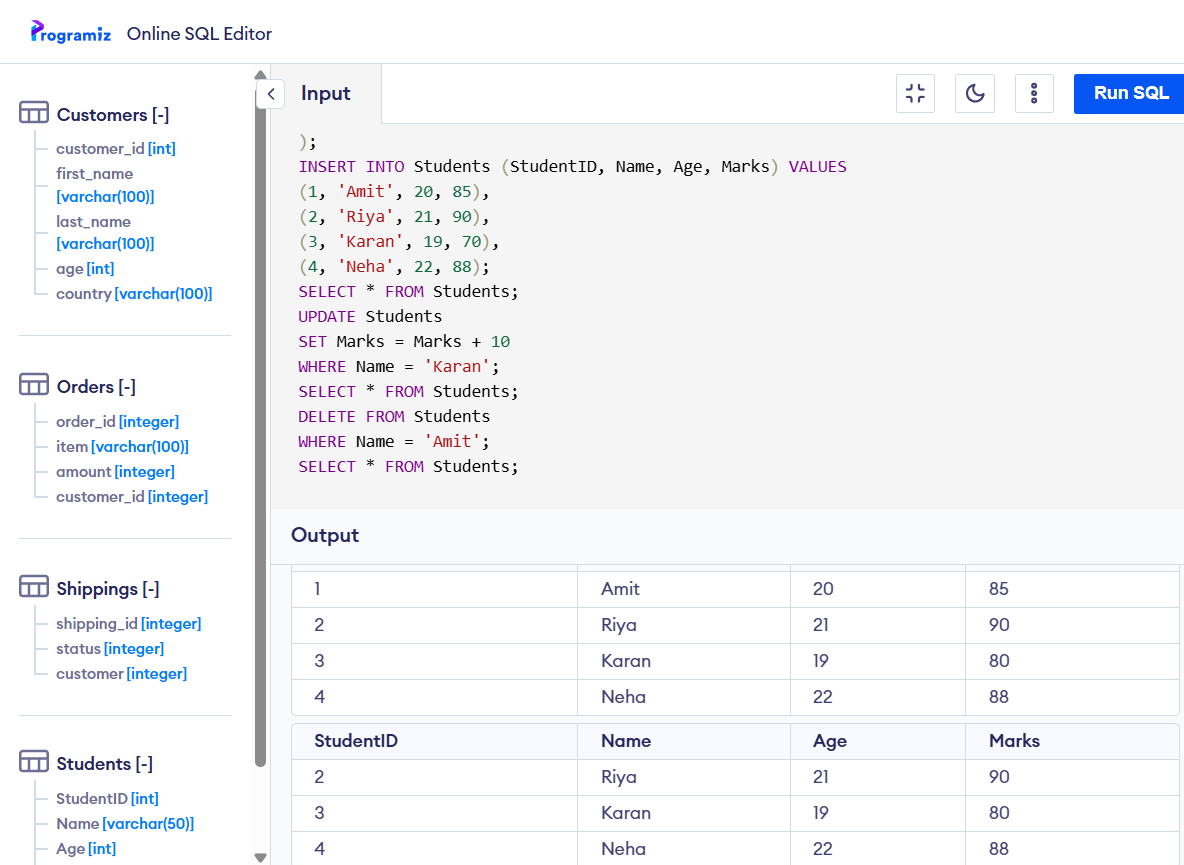 Programiz Online SQL Editor
Customers [-]
customer_id [int]
first_name
[varchar(100)]
last_name
[varchar(100)]
age [int]
country [varchar(100)]
Orders [-]
order_id [integer]
item [varchar(100)]
amount [integer]
customer_id [integer]
Shippings [-]
shipping_id [integer]
status [integer]
customer [integer]
Students [-]
StudentID [int]
Name [varchar(50)]
Age [int]
Input
Run SQL
);
INSERT INTO Students (StudentID, Name, Age, Marks) VALUES
(1, 'Amit', 20, 85),
(2, 'Riya', 21, 90),
(3, 'Karan', 19, 70),
(4, 'Neha', 22, 88);
SELECT * FROM Students;
UPDATE Students
SET Marks = Marks + 10
WHERE Name = 'Karan';
SELECT * FROM Students;
DELETE FROM Students
WHERE Name = 'Amit';
SELECT * FROM Students;
Output
1 Amit 20 85
2 Riya 21 90
3 Karan 19 80
4 Neha 22 88
StudentID Name Age Marks
2 Riya 21 90
3 Karan 19 80
4 Neha 22 88